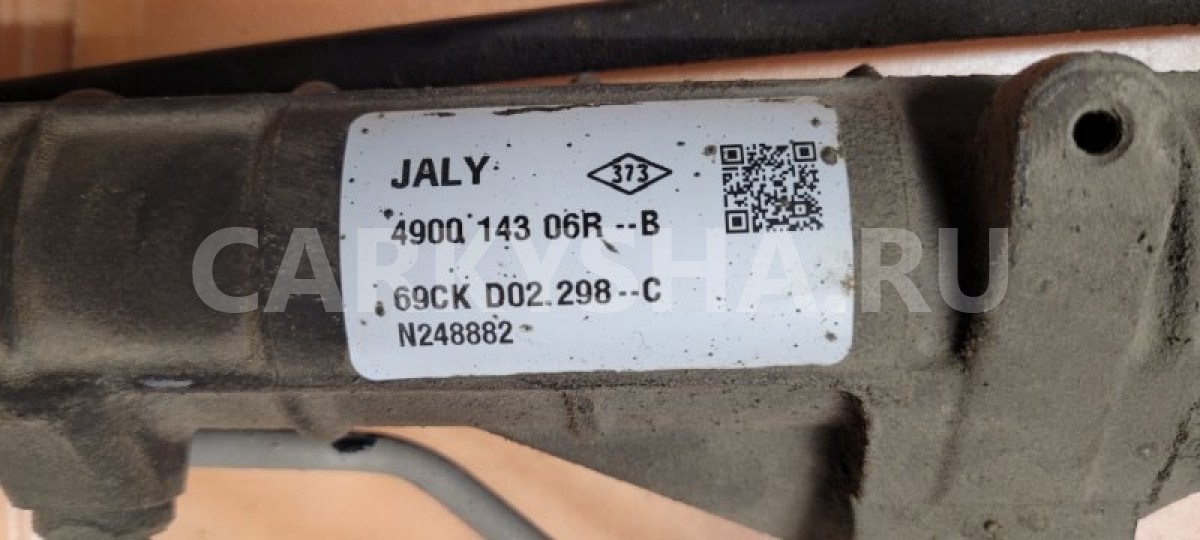 JALY
373
4900 143 06R --B
69CK D02.298 --C
N248882
CARKYSHA.RU